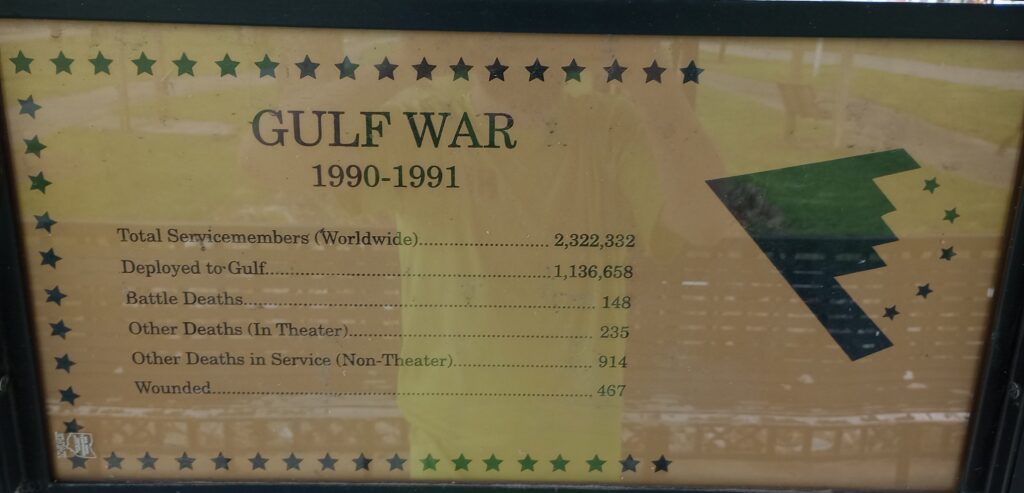 GULF WAR
1990-1991
Total Servicemembers (Worldwide)................................ 2,322,332
Deployed to Gulf........................................................................1,136,658
Battle Deaths................................................................................... 148
Other Deaths (In Theater)............................................................ 235
Other Deaths in Service (Non-Theater)................................... 914
Wounded...............................................................................................467